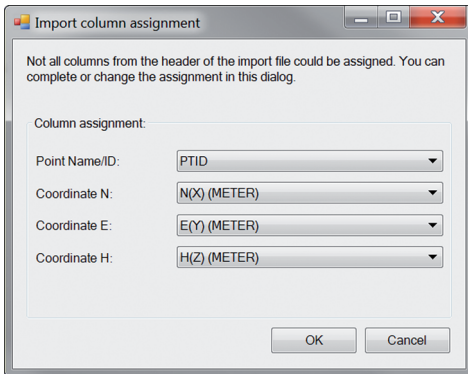 Import column assignment
Not all columns from the header of the import file could be assigned. You can
complete or change the assignment in this dialog.
Column assignment:
Point Name/ID: PTID
Coordinate N: N(X) (METER)
Coordinate E: E(Y) (METER)
Coordinate H: H(Z) (METER)
OK Cancel